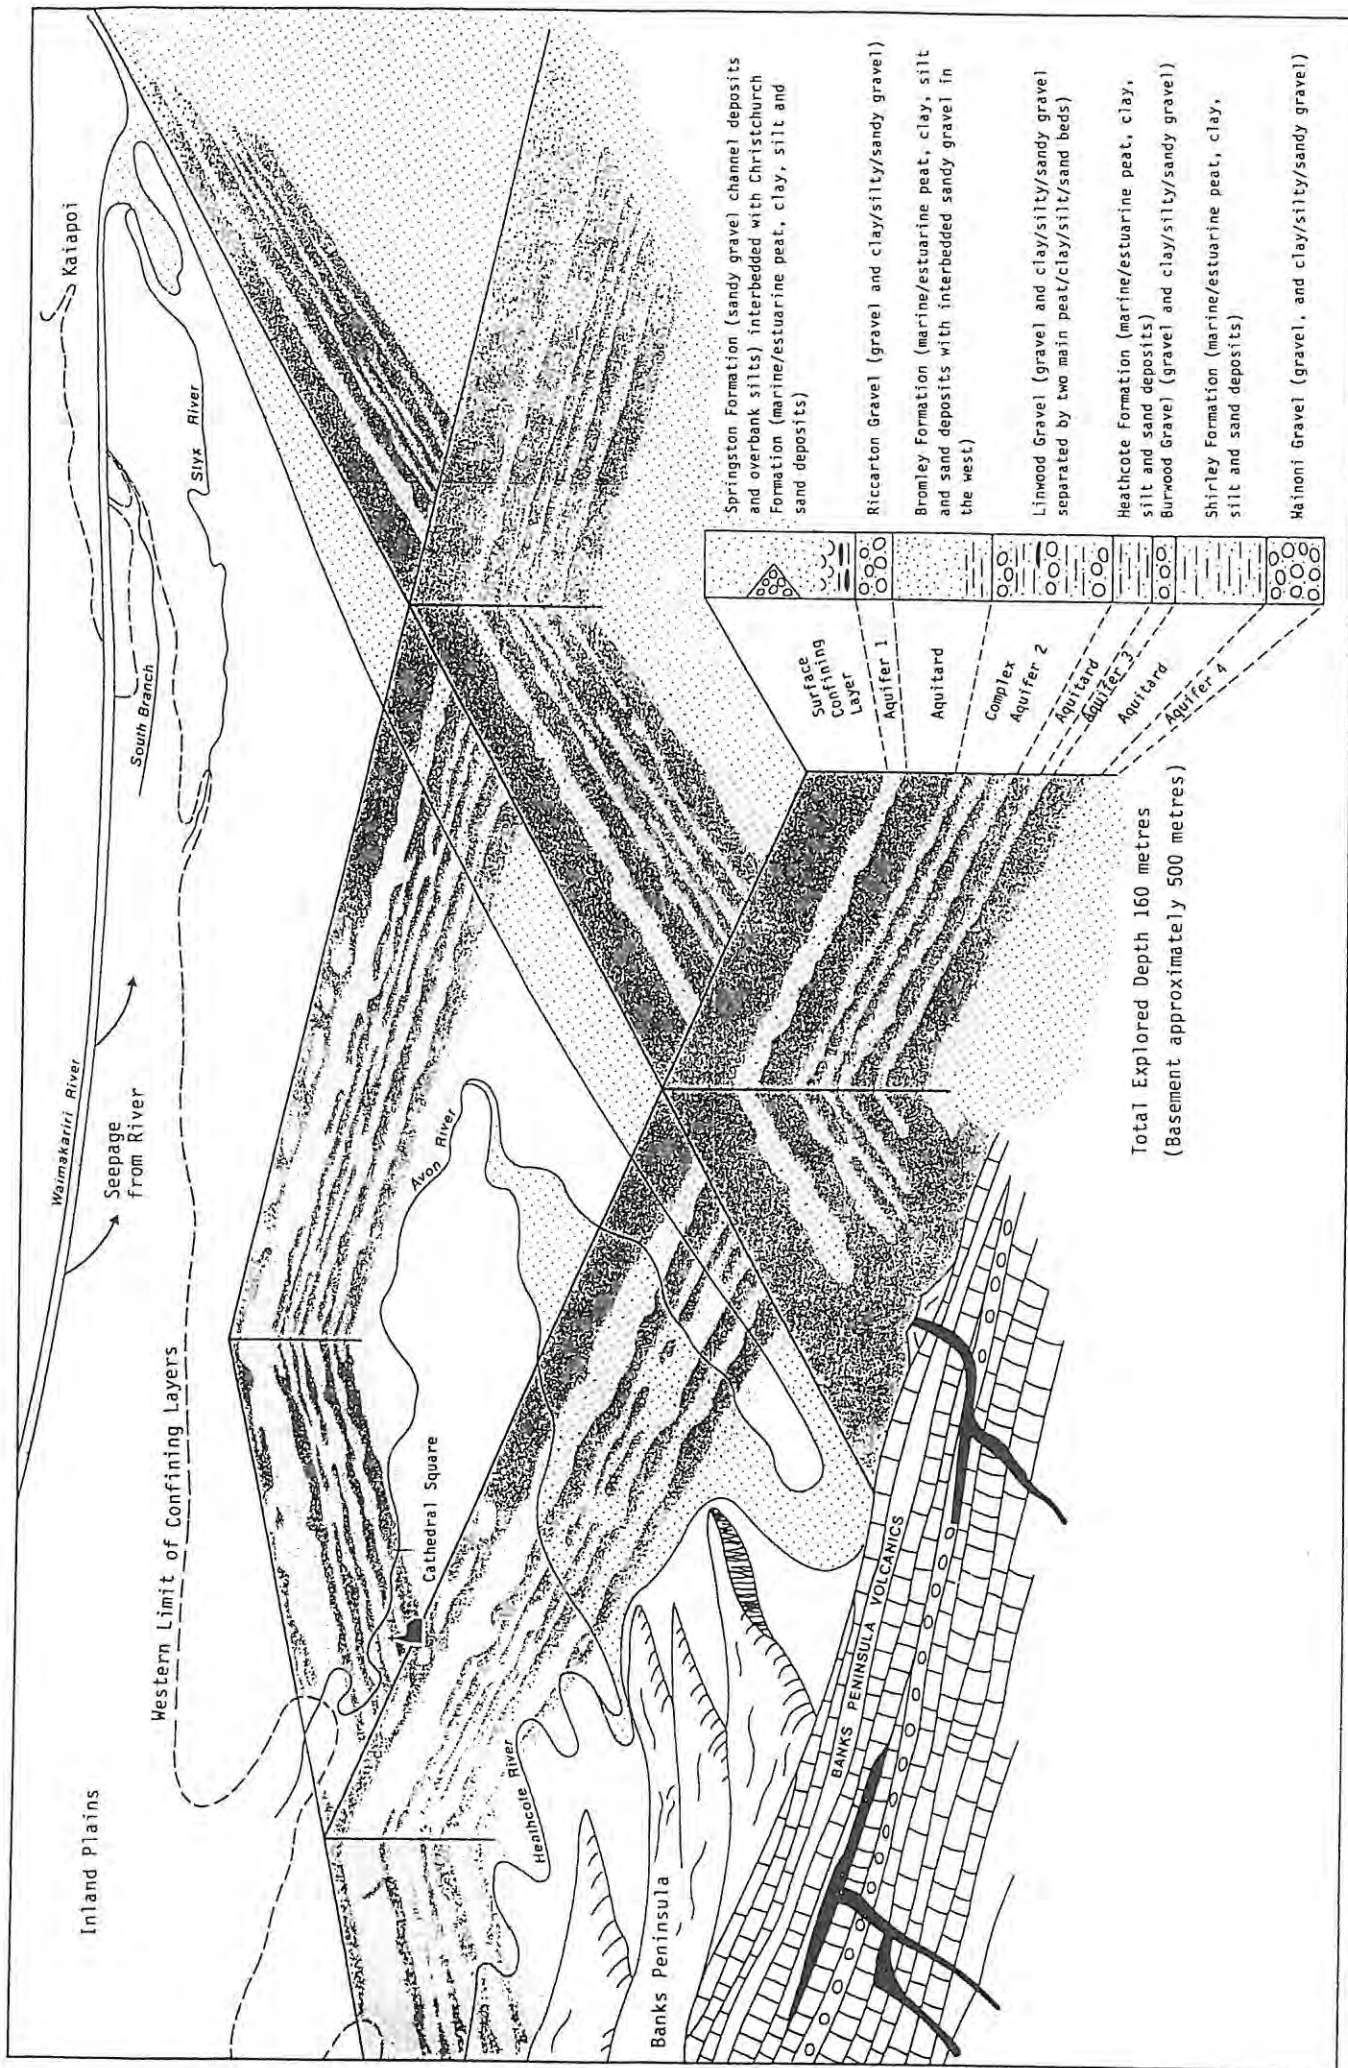 Inland Plains
Western Limit of Confining Layers
Waimakariri River
Seepage
from River
South Branch
Kaiapoi
Styx River
Avon River
Cathedral Square
Heathcote River
Banks Peninsula
BANKS PENINSULA VOLCANICS
Surface
Confining
Layer
Aquifer 1
Aquitard
Complex
Aquifer 2
Aquitard
Aquifer 3
Aquitard
Aquifer 4
Springston Formation (sandy gravel channel deposits
and overbank silts) interbedded with Christchurch
Formation (marine/estuarine peat, clay, silt and
sand deposits)
Riccarton Gravel (gravel and clay/silty/sandy gravel)
Bromley Formation (marine/estuarine peat, clay, silt
and sand deposits with interbedded sandy gravel in
the west)
Linwood Gravel (gravel and clay/silty/sandy gravel
separated by two main peat/clay/silt/sand beds)
Heathcote Formation (marine/estuarine peat, clay,
silt and sand deposits)
Burwood Gravel (gravel and clay/silty/sandy gravel)
Shirley Formation (marine/estuarine peat, clay,
silt and sand deposits)
Wainoni Gravel (gravel, and clay/silty/sandy gravel)
Total Explored Depth 160 metres
(Basement approximately 500 metres)